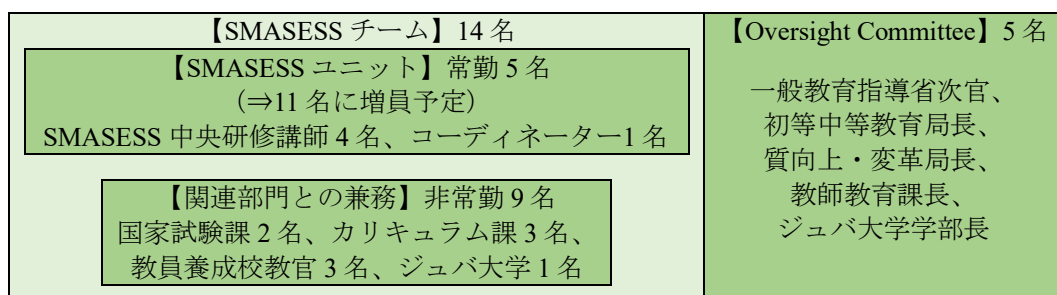 【SMASESS チーム】14 名
【SMASESS ユニット】常勤 5 名
(⇒11 名に増員予定)
SMASESS 中央研修講師 4 名、コーディネーター1 名
【関連部門との兼務】非常勤 9 名
国家試験課 2 名、カリキュラム課 3 名、
教員養成校教官 3 名、ジュバ大学 1 名
【Oversight Committee】5 名
一般教育指導省次官、
初等中等教育局長、
質向上・変革局長、
教師教育課長、
ジュバ大学学部長